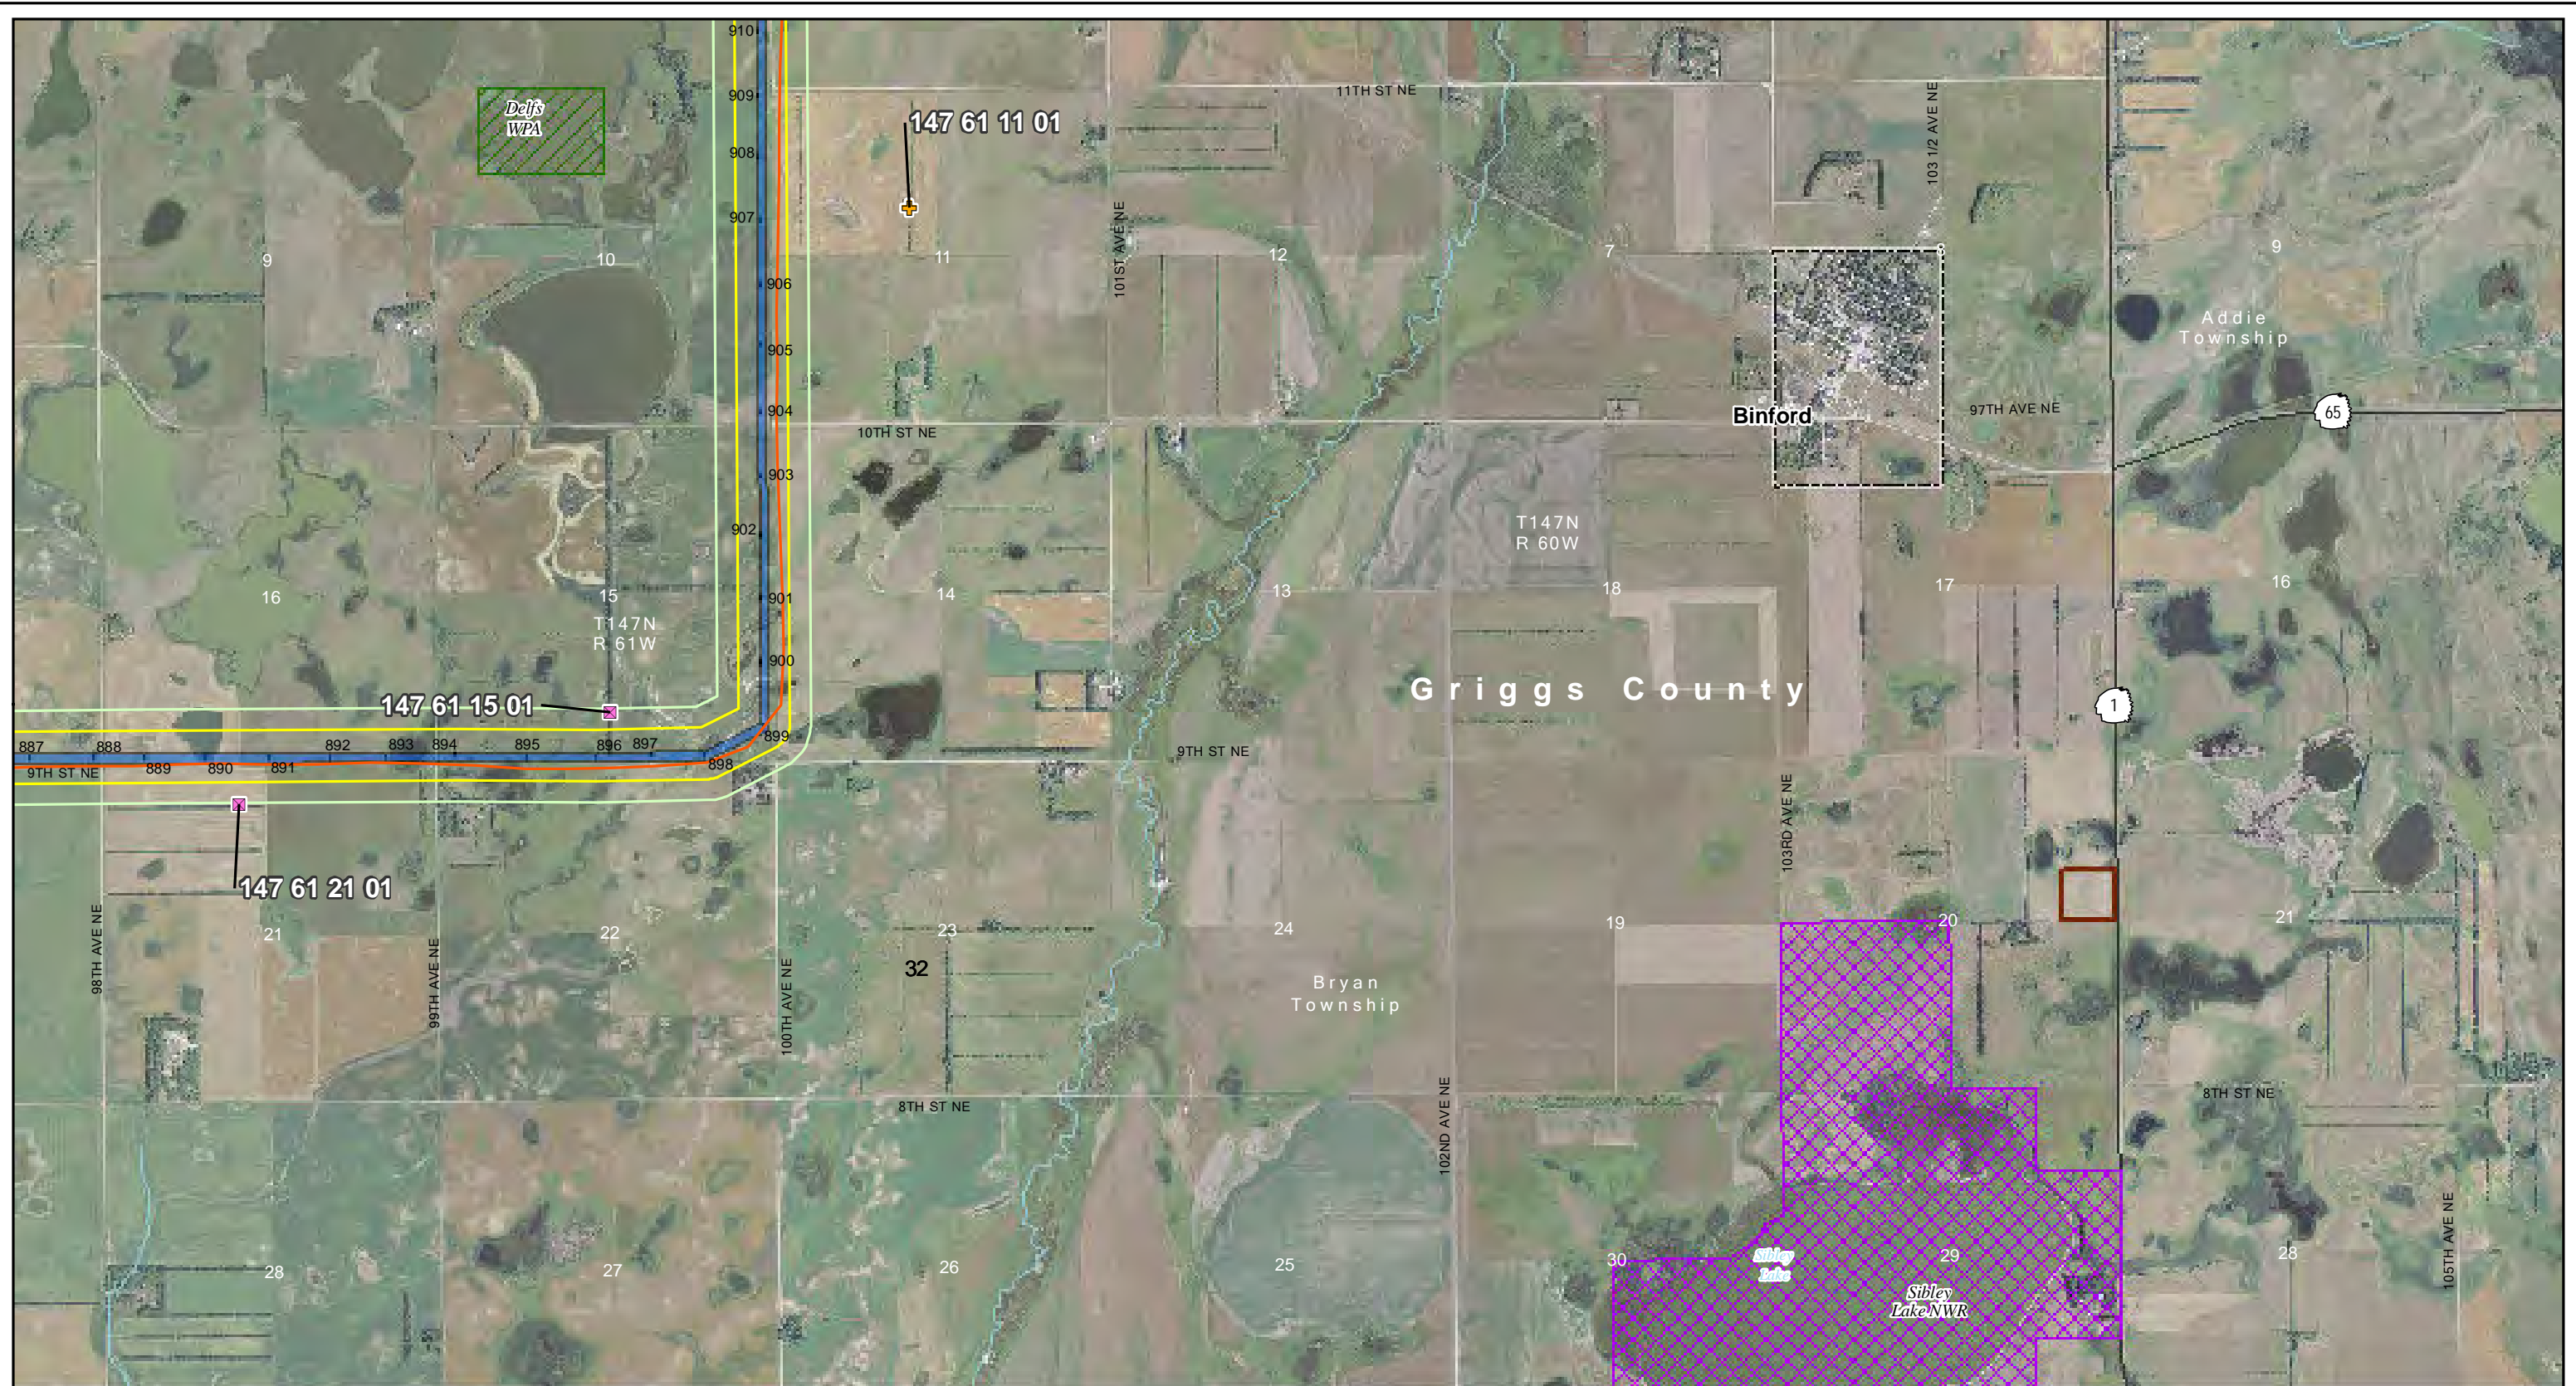 910
909
908
907
906
905
904
903
902
901
900
899
898
897
896
895
894
893
892
891
890
889
888
887
Delfs
WPA
147 61 11 01
11TH ST NE
103 1/2 AVE NE
101ST AVE NE
9
10
11
12
7
8
9
Addie
Township
Binford
97TH AVE NE
65
10TH ST NE
T147N
R 60W
16
15
14
13
18
17
16
T147N
R 61W
Griggs County
147 61 15 01
1
9TH ST NE
9TH ST NE
103RD AVE NE
147 61 21 01
98TH AVE NE
99TH AVE NE
100TH AVE NE
21
22
23
24
19
20
21
32
Bryan
Township
8TH ST NE
102ND AVE NE
8TH ST NE
105TH AVE NE
28
27
26
25
30
29
28
Sibley
Lake
Sibley
Lake NWR